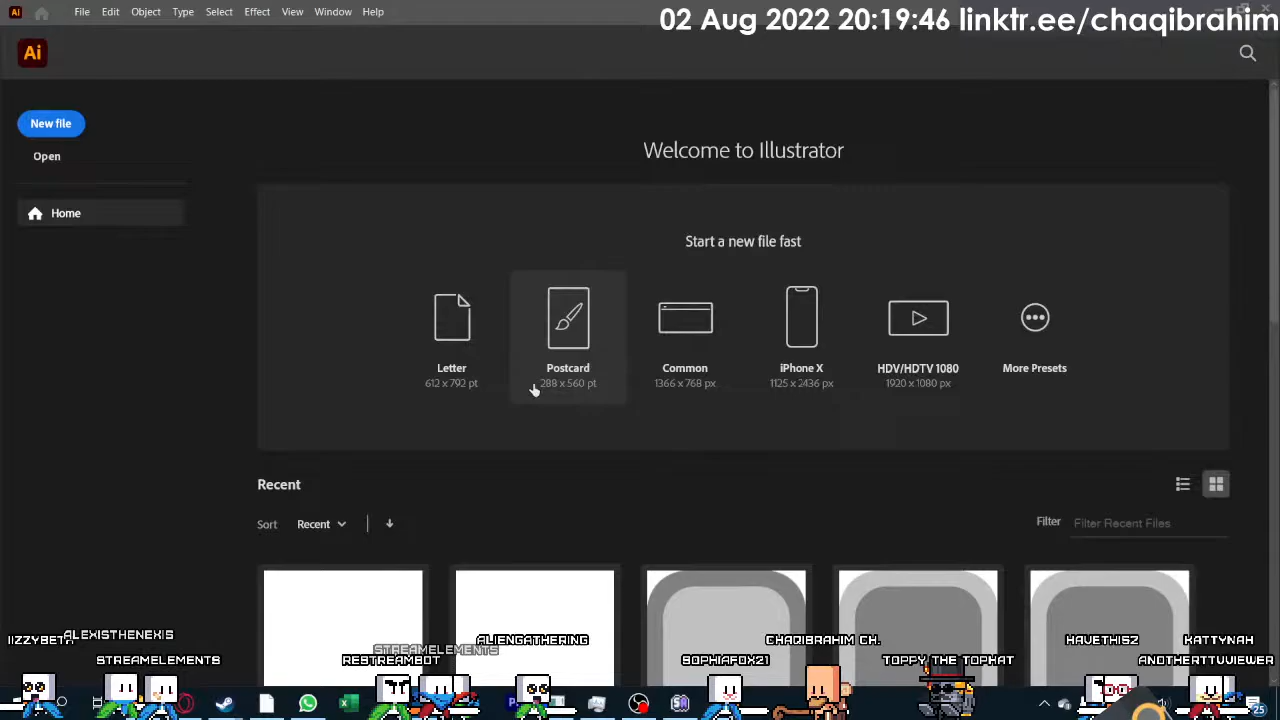 Ai File Edit Object Type Select Effect View Window Help
02 Aug 2022 20:19:46 linktr.ee/chaqibrahim
Ai
New file
Open
Home
Welcome to Illustrator
Start a new file fast
Letter
612 x 792 pt
Postcard
288 x 560 pt
Common
1366 x 768 px
iPhone X
1125 x 2436 px
HDV/HDTV 1080
1920 x 1080 px
More Presets
Recent
Sort Recent
Filter Filter Recent Files
ALEXISTHENEXIS
STREAMELEMENTS
STREAMELEMENTS
RESTREAMBOT
ALIENGATHERING
SOPHIAFOX21
CHAQIBRAHIM CH.
TOPPY THE TOPHAT
HAVETHIS2
KATTYNAH
ANOTHERTTVVIEWER
25